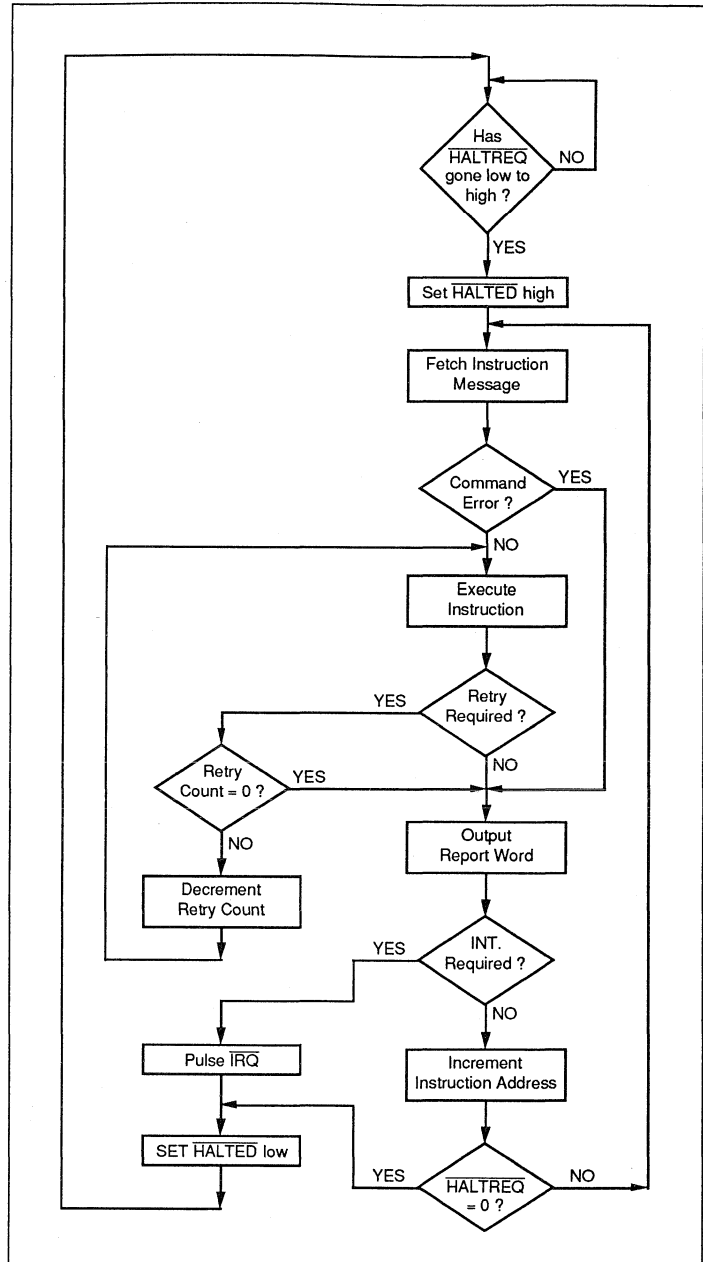 Has
HALTREQ
gone low to
high ?
NO
YES
Set HALTED high
Fetch Instruction
Message
Command
Error ?
YES
NO
Execute
Instruction
Retry
Required ?
YES
NO
Retry
Count = 0 ?
YES
NO
Output
Report Word
Decrement
Retry Count
INT.
Required ?
YES
NO
Pulse IRQ
Increment
Instruction Address
SET HALTED low
HALTREQ
= 0 ?
YES
NO